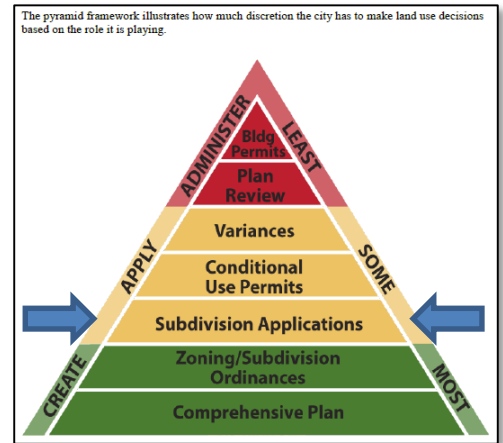 The pyramid framework illustrates how much discretion the city has to make land use decisions
based on the role it is playing.
ADMINISTER
LEAST
Bldg
Permits
Plan
Review
APPLY
SOME
Variances
Conditional
Use Permits
Subdivision Applications
CREATE
MOST
Zoning/Subdivision
Ordinances
Comprehensive Plan